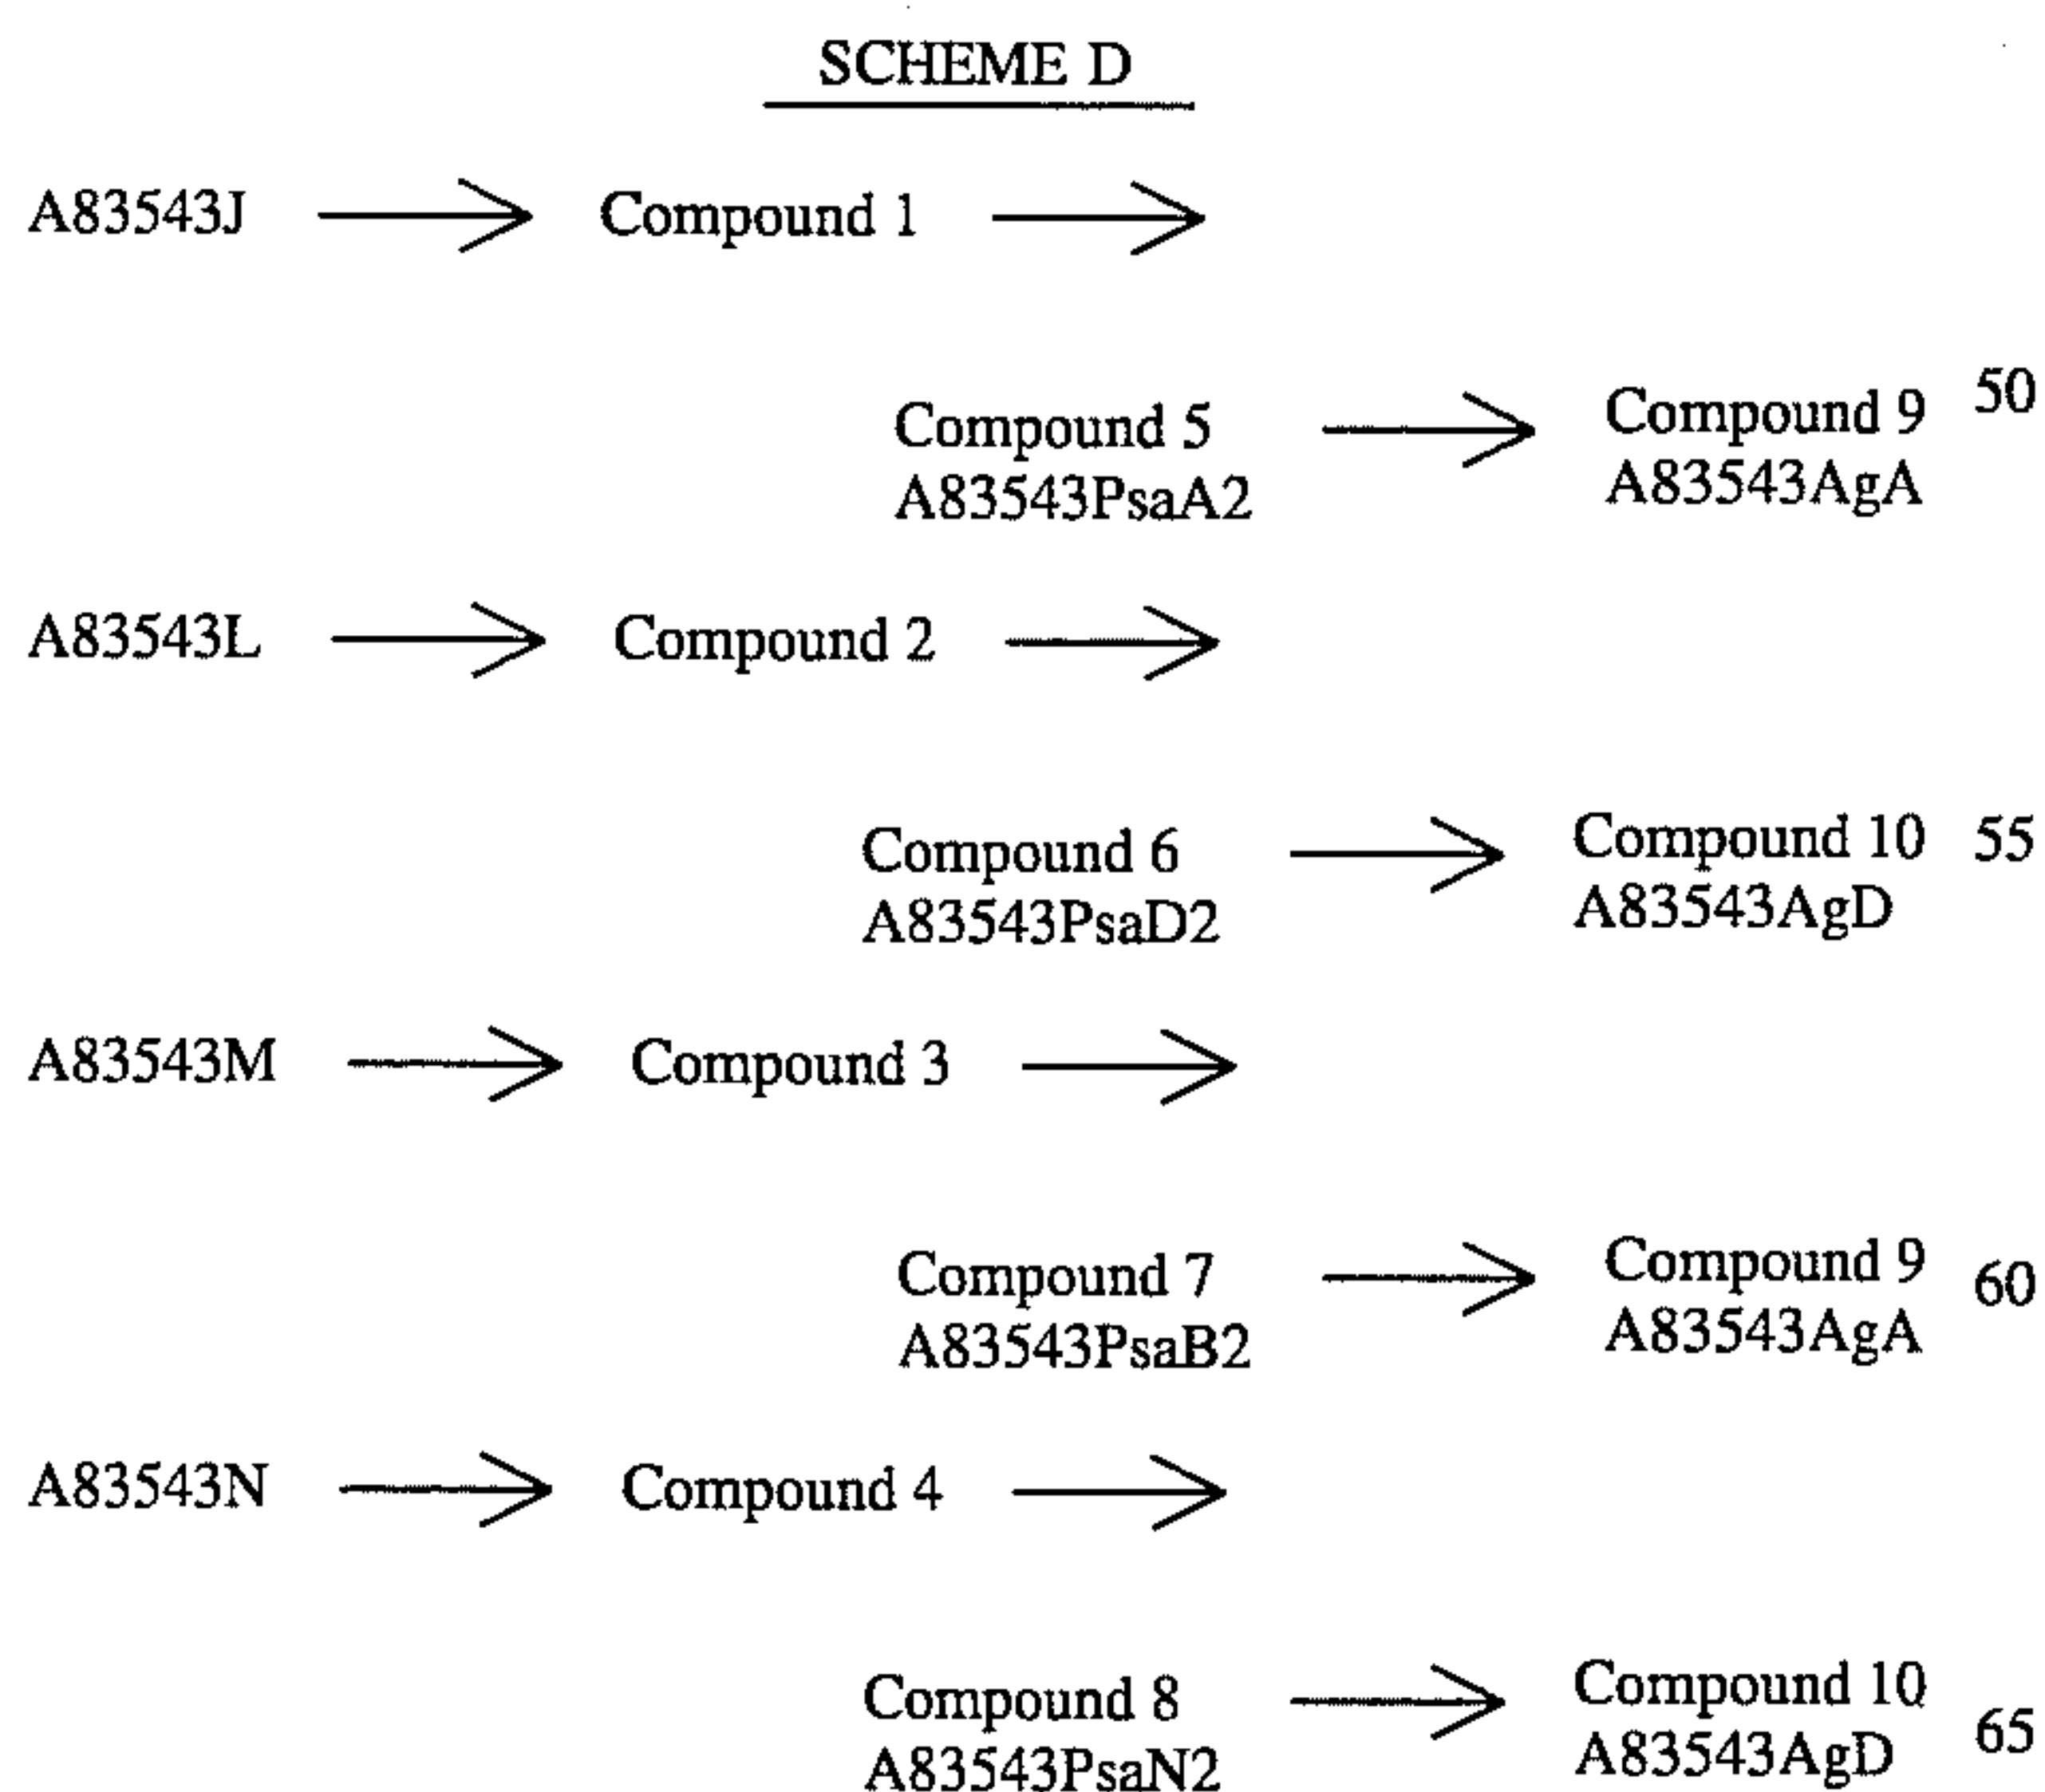 SCHEME D
A83543J Compound 1
Compound 5 Compound 9 50
A83543PsaA2 A83543AgA
A83543L Compound 2
Compound 6 Compound 10 55
A83543PsaD2 A83543AgD
A83543M Compound 3
Compound 7 Compound 9 60
A83543PsaB2 A83543AgA
A83543N Compound 4
Compound 8 Compound 10 65
A83543PsaN2 A83543AgD